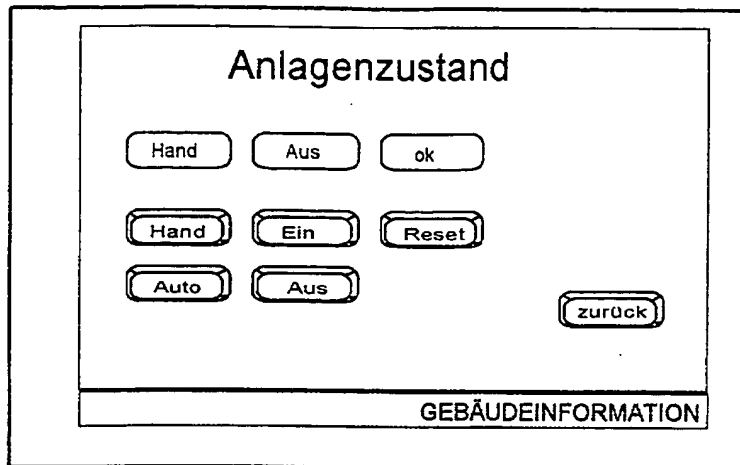 Anlagenzustand
Hand Aus ok
Hand Ein Reset
Auto Aus
zurück
GEBÄUDEINFORMATION